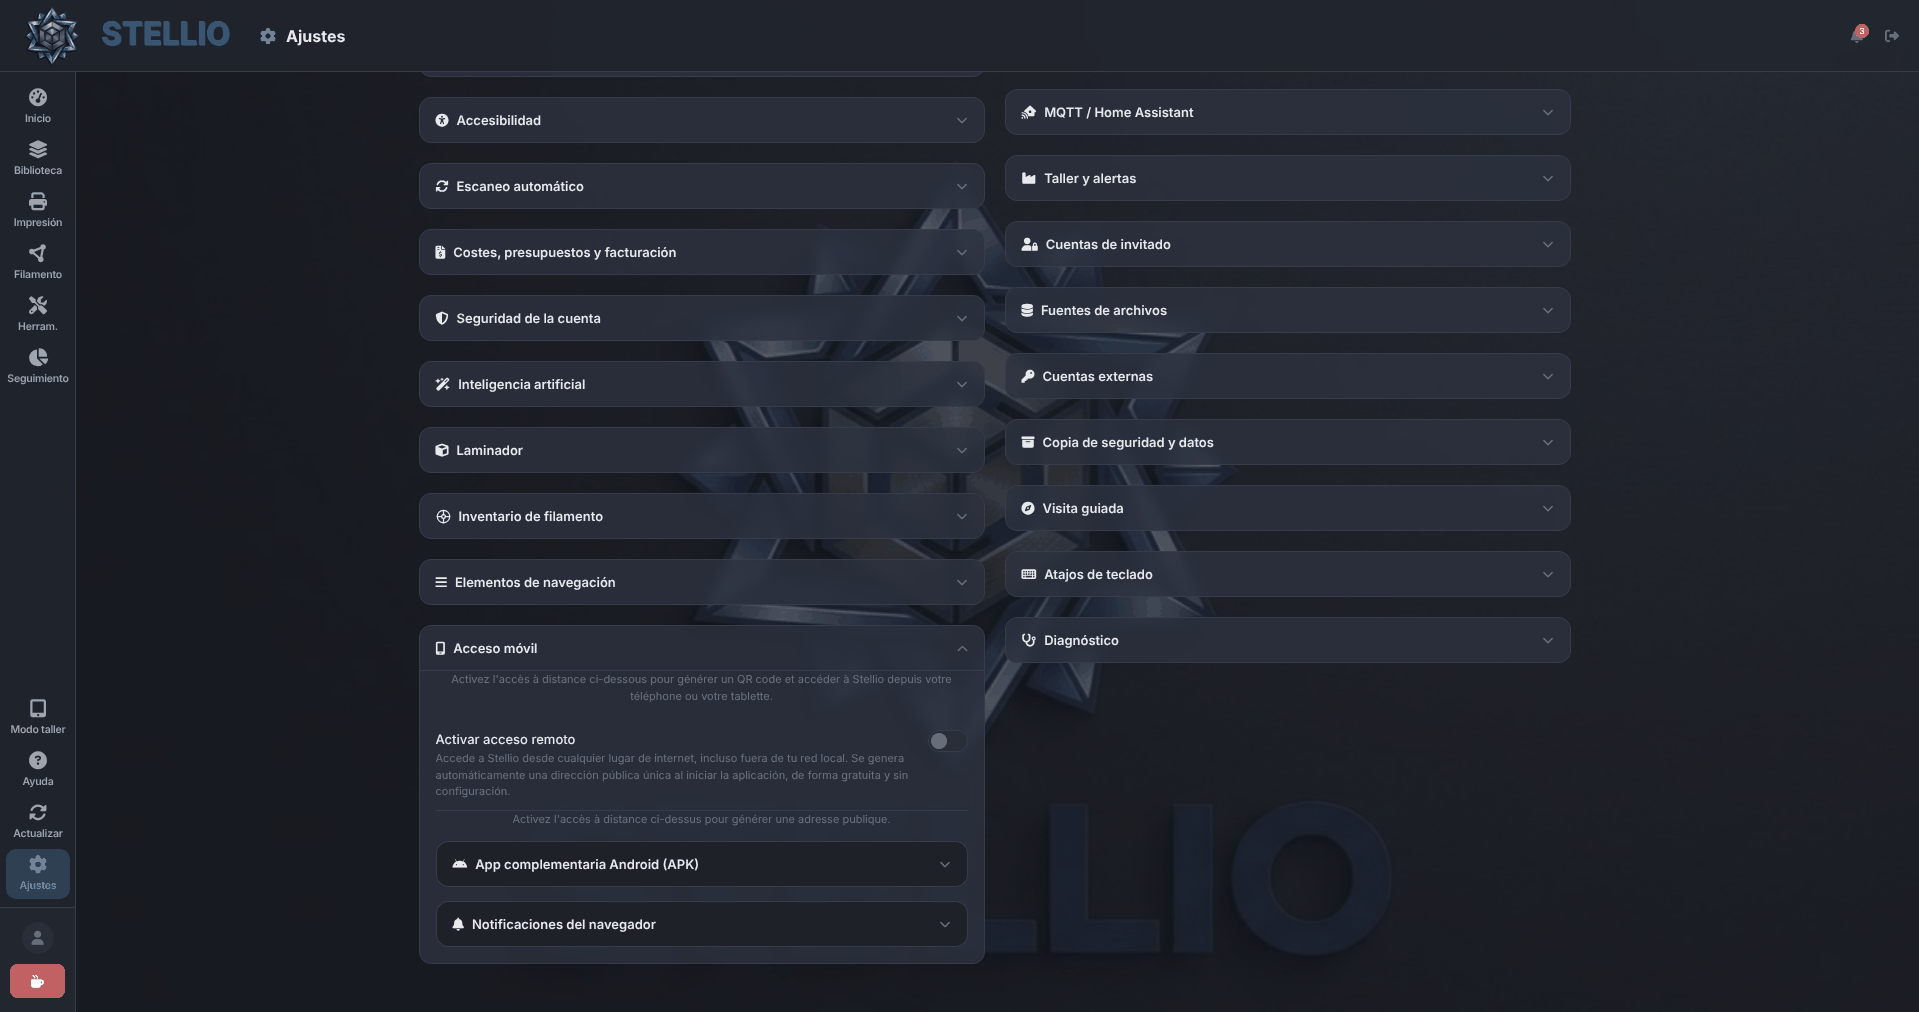 STELLIO
Ajustes
3
Inicio
Biblioteca
Impresión
Filamento
Herram.
Seguimiento
Modo taller
Ayuda
Actualizar
Ajustes
Accesibilidad
Escaneo automático
Costes, presupuestos y facturación
Seguridad de la cuenta
Inteligencia artificial
Laminador
Inventario de filamento
Elementos de navegación
Acceso móvil
Activez l'accès à distance ci-dessous pour générer un QR code et accéder à Stellio depuis votre
téléphone ou votre tablette.
Activar acceso remoto
Accede a Stellio desde cualquier lugar de internet, incluso fuera de tu red local. Se genera
automáticamente una dirección pública única al iniciar la aplicación, de forma gratuita y sin
configuración.
Activez l'accès à distance ci-dessus pour générer une adresse publique.
App complementaria Android (APK)
Notificaciones del navegador
MQTT / Home Assistant
Taller y alertas
Cuentas de invitado
Fuentes de archivos
Cuentas externas
Copia de seguridad y datos
Visita guiada
Atajos de teclado
Diagnóstico
LLIO